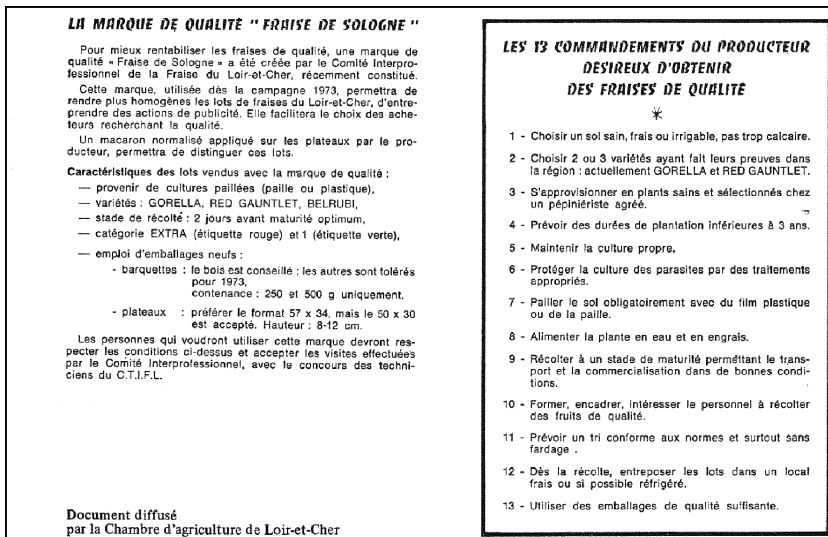 LA MARQUE DE QUALITÉ " FRAISE DE SOLOGNE "
Pour mieux rentabiliser les fraises de qualité, une marque de
qualité « Fraise de Sologne » a été créée par le Comité Interpro-
fessionnel de la Fraise du Loir-et-Cher, récemment constitué.
Cette marque, utilisée dès la campagne 1973, permettra de
rendre plus homogènes les lots de fraises du Loir-et-Cher, d'entre-
prendre des actions de publicité. Elle facilitera le choix des ache-
teurs recherchant la qualité.
Un macaron normalisé appliqué sur les plateaux par le pro-
ducteur, permettra de distinguer ces lots.
Caractéristiques des lots vendus avec la marque de qualité :
— provenir de cultures paillées (paille ou plastique),
— variétés : GORELLA, RED GAUNTLET, BELRUBI,
— stade de récolte : 2 jours avant maturité optimum,
— catégorie EXTRA (étiquette rouge) et 1 (étiquette verte),
— emploi d'emballages neufs :
- barquettes : le bois est conseillé ; les autres sont tolérés
pour 1973,
contenance : 250 et 500 g uniquement.
- plateaux : préférer le format 57 x 34, mais le 50 x 30
est accepté. Hauteur : 8-12 cm.
Les personnes qui voudront utiliser cette marque devront res-
pecter les conditions ci-dessus et accepter les visites effectuées
par le Comité Interprofessionnel, avec le concours des techni-
ciens du C.T.I.F.L.
Document diffusé
par la Chambre d'agriculture de Loir-et-Cher
LES 13 COMMANDEMENTS DU PRODUCTEUR
DESIREUX D'OBTENIR
DES FRAISES DE QUALITÉ
1 - Choisir un sol sain, frais ou irrigable, pas trop calcaire.
2 - Choisir 2 ou 3 variétés ayant fait leurs preuves dans
la région : actuellement GORELLA et RED GAUNTLET.
3 - S'approvisionner en plants sains et sélectionnés chez
un pépiniériste agréé.
4 - Prévoir des durées de plantation inférieures à 3 ans.
5 - Maintenir la culture propre.
6 - Protéger la culture des parasites par des traitements
appropriés.
7 - Pailler le sol obligatoirement avec du film plastique
ou de la paille.
8 - Alimenter la plante en eau et en engrais.
9 - Récolter à un stade de maturité permettant le trans-
port et la commercialisation dans de bonnes condi-
tions.
10 - Former, encadrer, intéresser le personnel à récolter
des fruits de qualité.
11 - Prévoir un tri conforme aux normes et surtout sans
fardage .
12 - Dès la récolte, entreposer les lots dans un local
frais ou si possible réfrigéré.
13 - Utiliser des emballages de qualité suffisante.